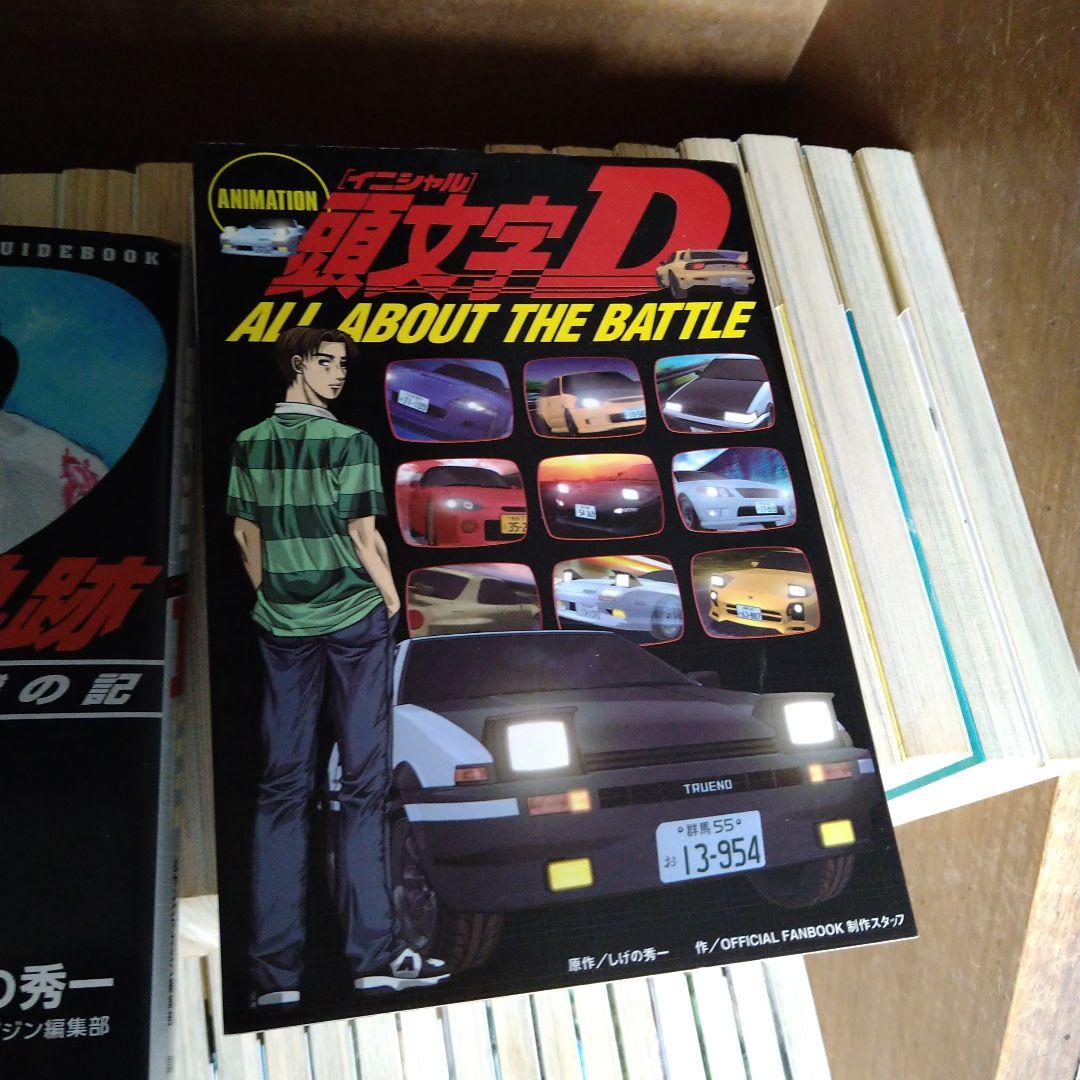 ANIMATION
[イニシャル]
頭文字D
ALL ABOUT THE BATTLE
TRUENO
群馬 55
お 13-954
原作/しげの秀一 作/OFFICIAL FANBOOK 制作スタッフ
UIDEBOOK
跡
の記
の秀一
ジン編集部